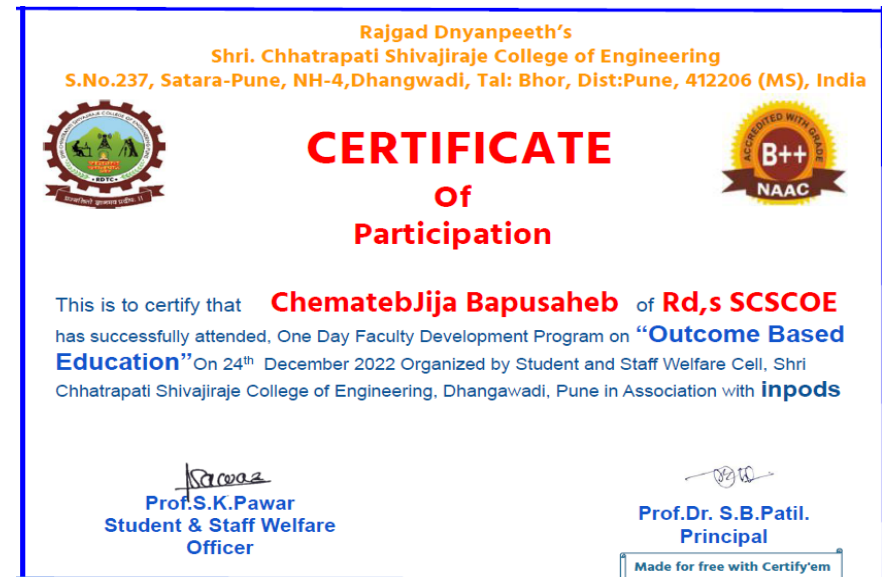 Rajgad Dnyanpeeth's
Shri. Chhatrapati Shivajiraje College of Engineering
S.No.237, Satara-Pune, NH-4,Dhangwadi, Tal: Bhor, Dist:Pune, 412206 (MS), India
CERTIFICATE
Of
Participation
RDTC
ACCREDITED WITH GRADE
B++
NAAC
This is to certify that ChematebJija Bapusaheb of Rd,s SCSCOE
has successfully attended, One Day Faculty Development Program on “Outcome Based
Education”On 24th December 2022 Organized by Student and Staff Welfare Cell, Shri
Chhatrapati Shivajiraje College of Engineering, Dhangawadi, Pune in Association with inpods
Prof.S.K.Pawar
Student & Staff Welfare
Officer
Prof.Dr. S.B.Patil.
Principal
Made for free with Certify'em